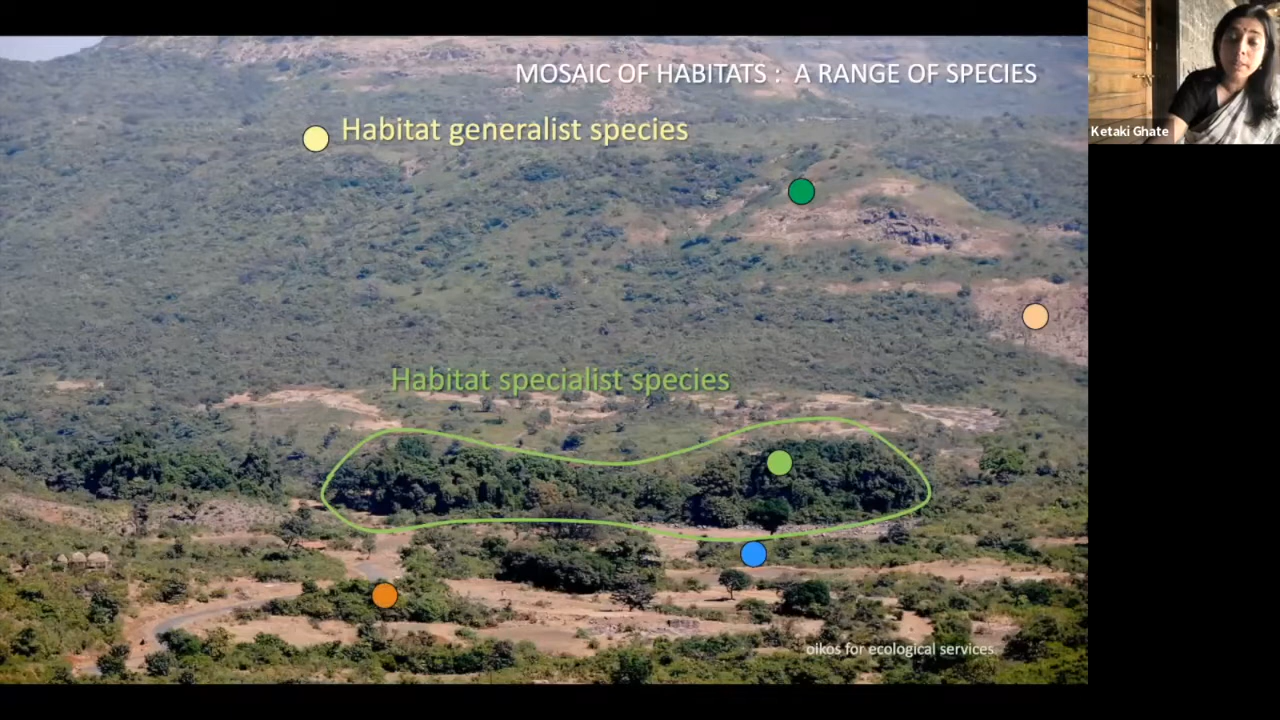 MOSAIC OF HABITATS : A RANGE OF SPECIES
Habitat generalist species
Ketaki Ghate
Habitat specialist species
oikos for ecological services